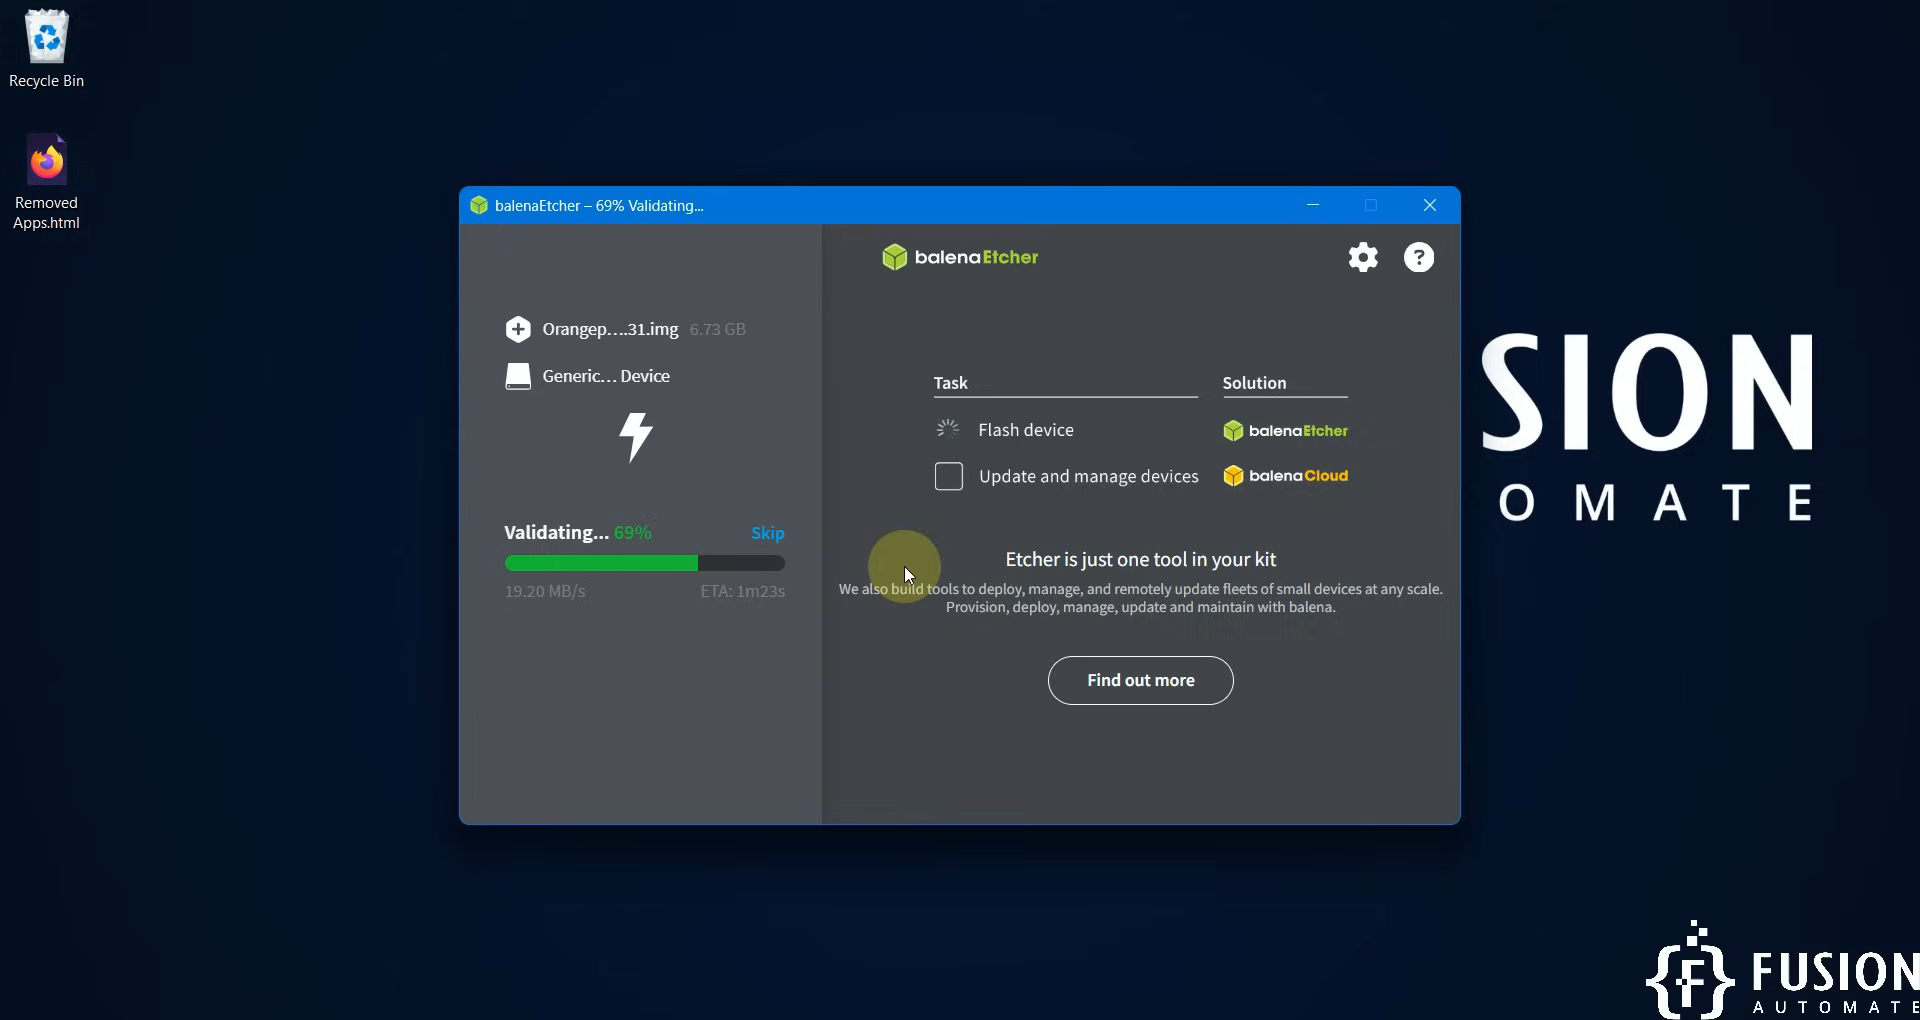 Recycle Bin
Removed
Apps.html
balenaEtcher – 69% Validating...
balenaEtcher
?
Orangep....31.img 6.73 GB
Generic... Device
Task Solution
Flash device balenaEtcher
Update and manage devices balenaCloud
Validating... 69% Skip
19.20 MB/s ETA: 1m23s
Etcher is just one tool in your kit
We also build tools to deploy, manage, and remotely update fleets of small devices at any scale.
Provision, deploy, manage, update and maintain with balena.
Find out more
SION
OMATE
{F} FUSION
AUTOMATE